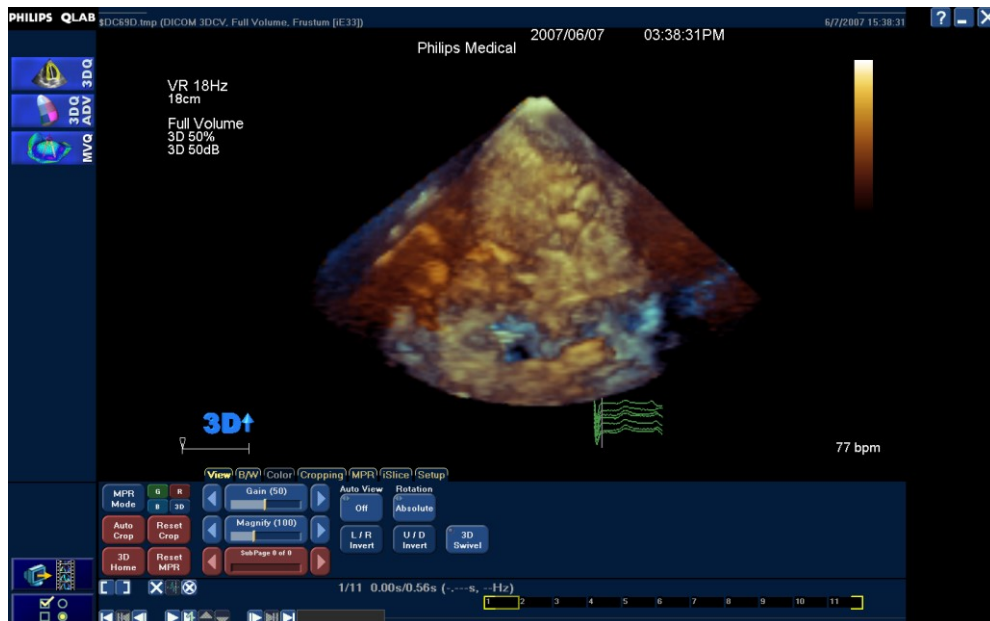 PHILIPS QLAB
$DC69D.tmp (DICOM 3DCV, Full Volume, Frustum [iE33])
6/7/2007 15:38:31
? _ X
Philips Medical
2007/06/07 03:38:31PM
3DQ
3DQ ADV
MVQ
VR 18Hz
18cm
Full Volume
3D 50%
3D 50dB
3D
V
77 bpm
View B/W Color Cropping MPR iSlice Setup
MPR Mode
G R
B 3D
Gain (50)
Auto View
Off
Rotation
Absolute
Auto Crop
Reset Crop
Magnify (100)
L / R Invert
U / D Invert
3D Swivel
3D Home
Reset MPR
SubPage 0 of 0
1/11 0.00s/0.56s (-.---s, --Hz)
1 2 3 4 5 6 7 8 9 10 11